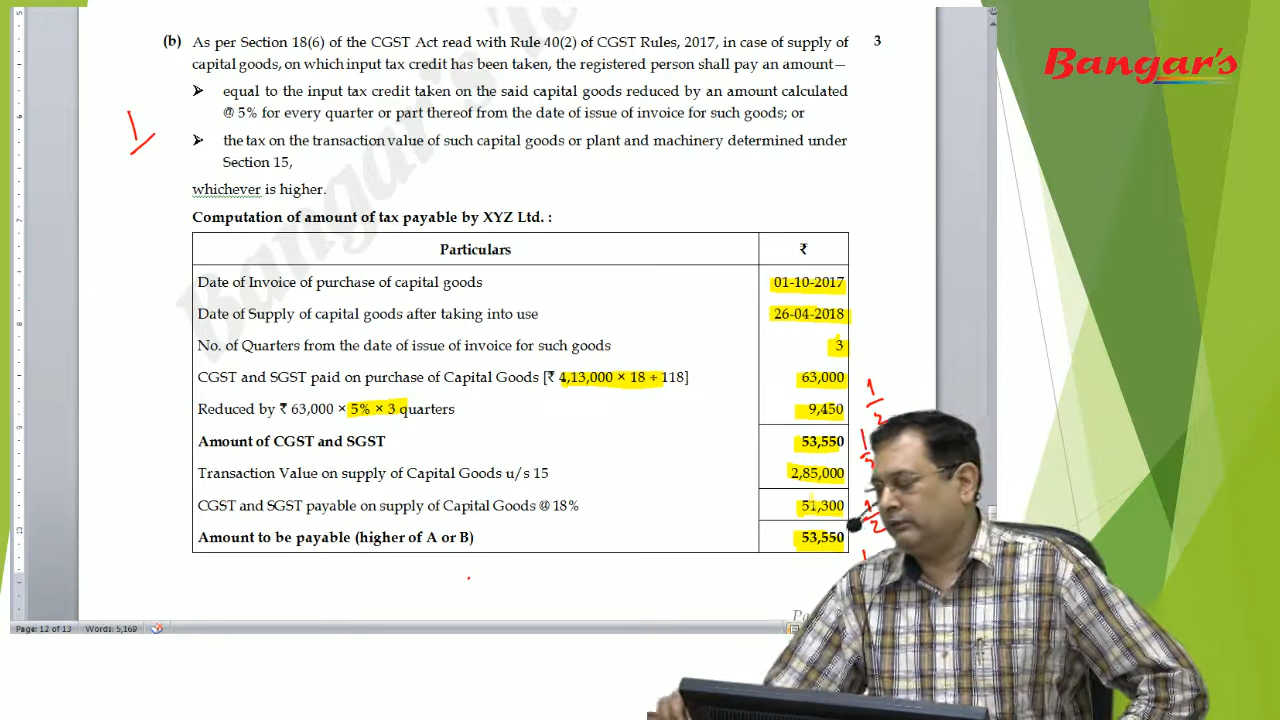 (b) As per Section 18(6) of the CGST Act read with Rule 40(2) of CGST Rules, 2017, in case of supply of 3
capital goods, on which input tax credit has been taken, the registered person shall pay an amount—
➢ equal to the input tax credit taken on the said capital goods reduced by an amount calculated
@ 5% for every quarter or part thereof from the date of issue of invoice for such goods; or
➢ the tax on the transaction value of such capital goods or plant and machinery determined under
Section 15,
whichever is higher.
Computation of amount of tax payable by XYZ Ltd. :
Particulars ₹
Date of Invoice of purchase of capital goods 01-10-2017
Date of Supply of capital goods after taking into use 26-04-2018
No. of Quarters from the date of issue of invoice for such goods 3
CGST and SGST paid on purchase of Capital Goods [₹ 4,13,000 × 18 ÷ 118] 63,000
Reduced by ₹ 63,000 × 5% × 3 quarters 9,450
Amount of CGST and SGST 53,550
Transaction Value on supply of Capital Goods u/s 15 2,85,000
CGST and SGST payable on supply of Capital Goods @ 18% 51,300
Amount to be payable (higher of A or B) 53,550
Page: 12 of 13 Words: 5,169
Bangar's
1
1/2